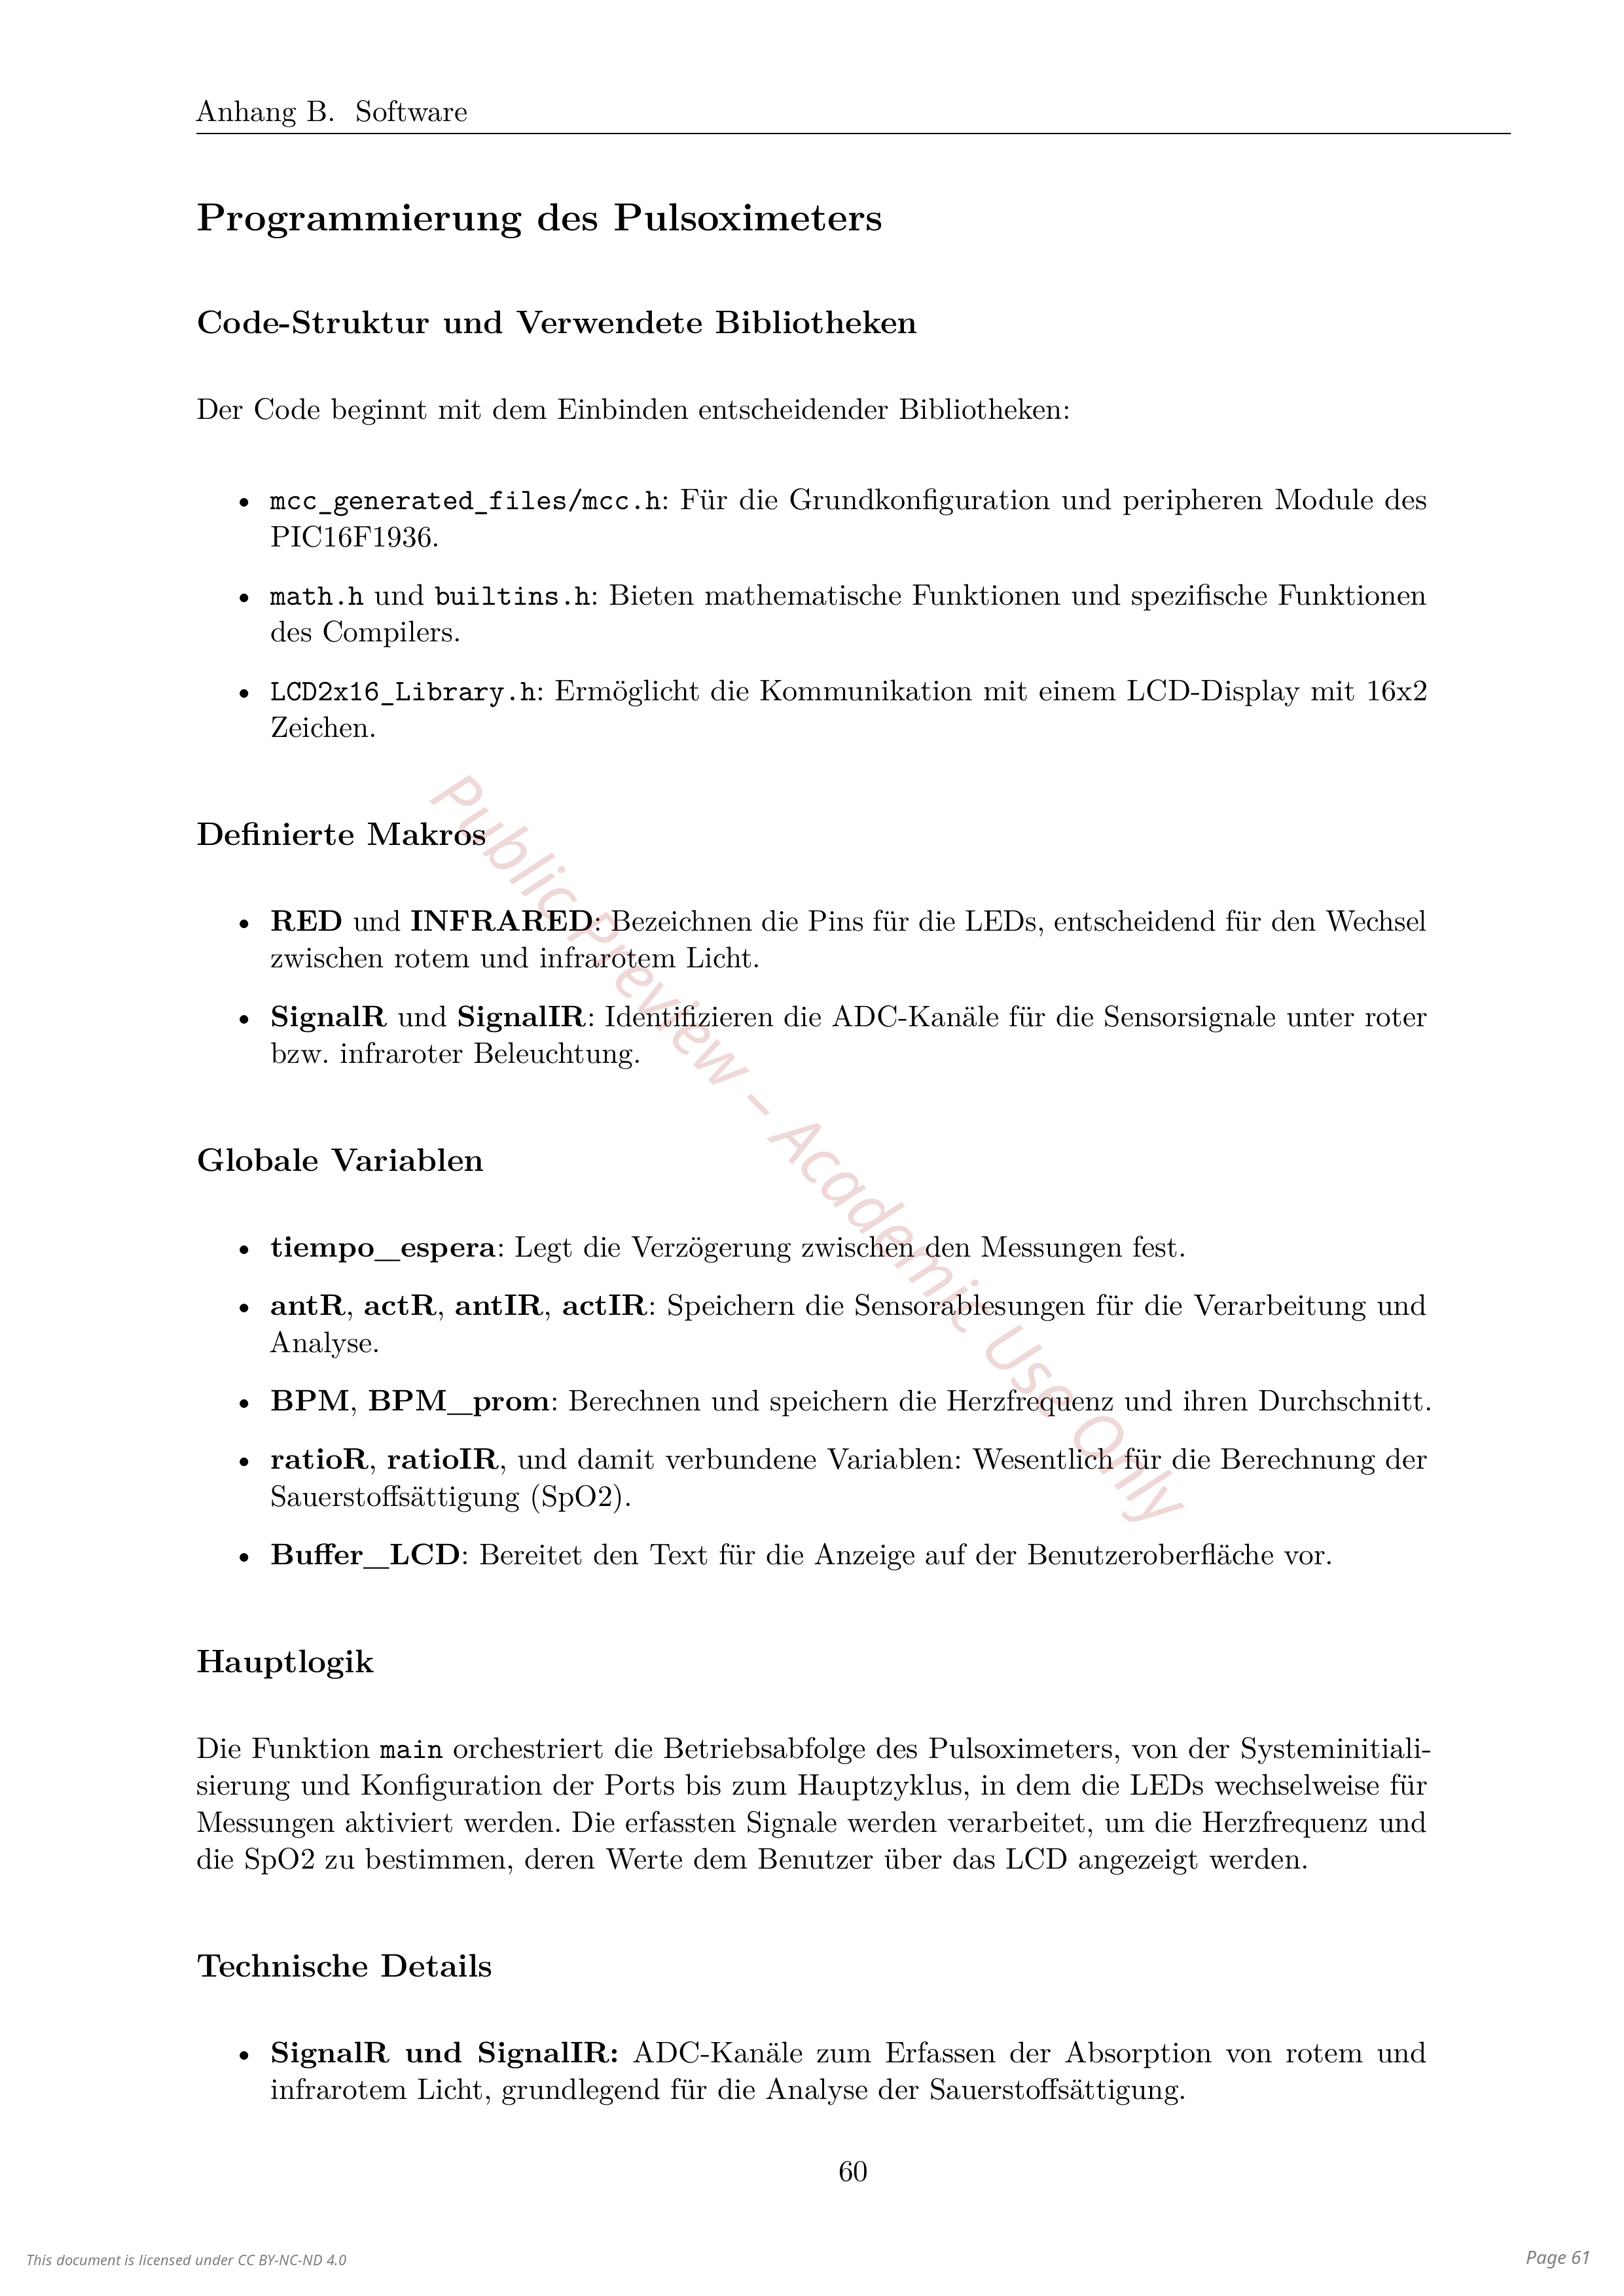 Anhang B. Software
Programmierung des Pulsoximeters
Code-Struktur und Verwendete Bibliotheken
Der Code beginnt mit dem Einbinden entscheidender Bibliotheken:
• mcc_generated_files/mcc.h: Für die Grundkonfiguration und peripheren Module des
PIC16F1936.
• math.h und builtins.h: Bieten mathematische Funktionen und spezifische Funktionen
des Compilers.
• LCD2x16_Library.h: Ermöglicht die Kommunikation mit einem LCD-Display mit 16x2
Zeichen.
Definierte Makros
• RED und INFRARED: Bezeichnen die Pins für die LEDs, entscheidend für den Wechsel
zwischen rotem und infrarotem Licht.
• SignalR und SignalIR: Identifizieren die ADC-Kanäle für die Sensorsignale unter roter
bzw. infraroter Beleuchtung.
Globale Variablen
• tiempo_espera: Legt die Verzögerung zwischen den Messungen fest.
• antR, actR, antIR, actIR: Speichern die Sensorablesungen für die Verarbeitung und
Analyse.
• BPM, BPM_prom: Berechnen und speichern die Herzfrequenz und ihren Durchschnitt.
• ratioR, ratioIR, und damit verbundene Variablen: Wesentlich für die Berechnung der
Sauerstoffsättigung (SpO2).
• Buffer_LCD: Bereitet den Text für die Anzeige auf der Benutzeroberfläche vor.
Hauptlogik
Die Funktion main orchestriert die Betriebsabfolge des Pulsoximeters, von der Systeminitiali-
sierung und Konfiguration der Ports bis zum Hauptzyklus, in dem die LEDs wechselweise für
Messungen aktiviert werden. Die erfassten Signale werden verarbeitet, um die Herzfrequenz und
die SpO2 zu bestimmen, deren Werte dem Benutzer über das LCD angezeigt werden.
Technische Details
• SignalR und SignalIR: ADC-Kanäle zum Erfassen der Absorption von rotem und
infrarotem Licht, grundlegend für die Analyse der Sauerstoffsättigung.
60
Public Preview – Academic Use Only
This document is licensed under CC BY-NC-ND 4.0
Page 61